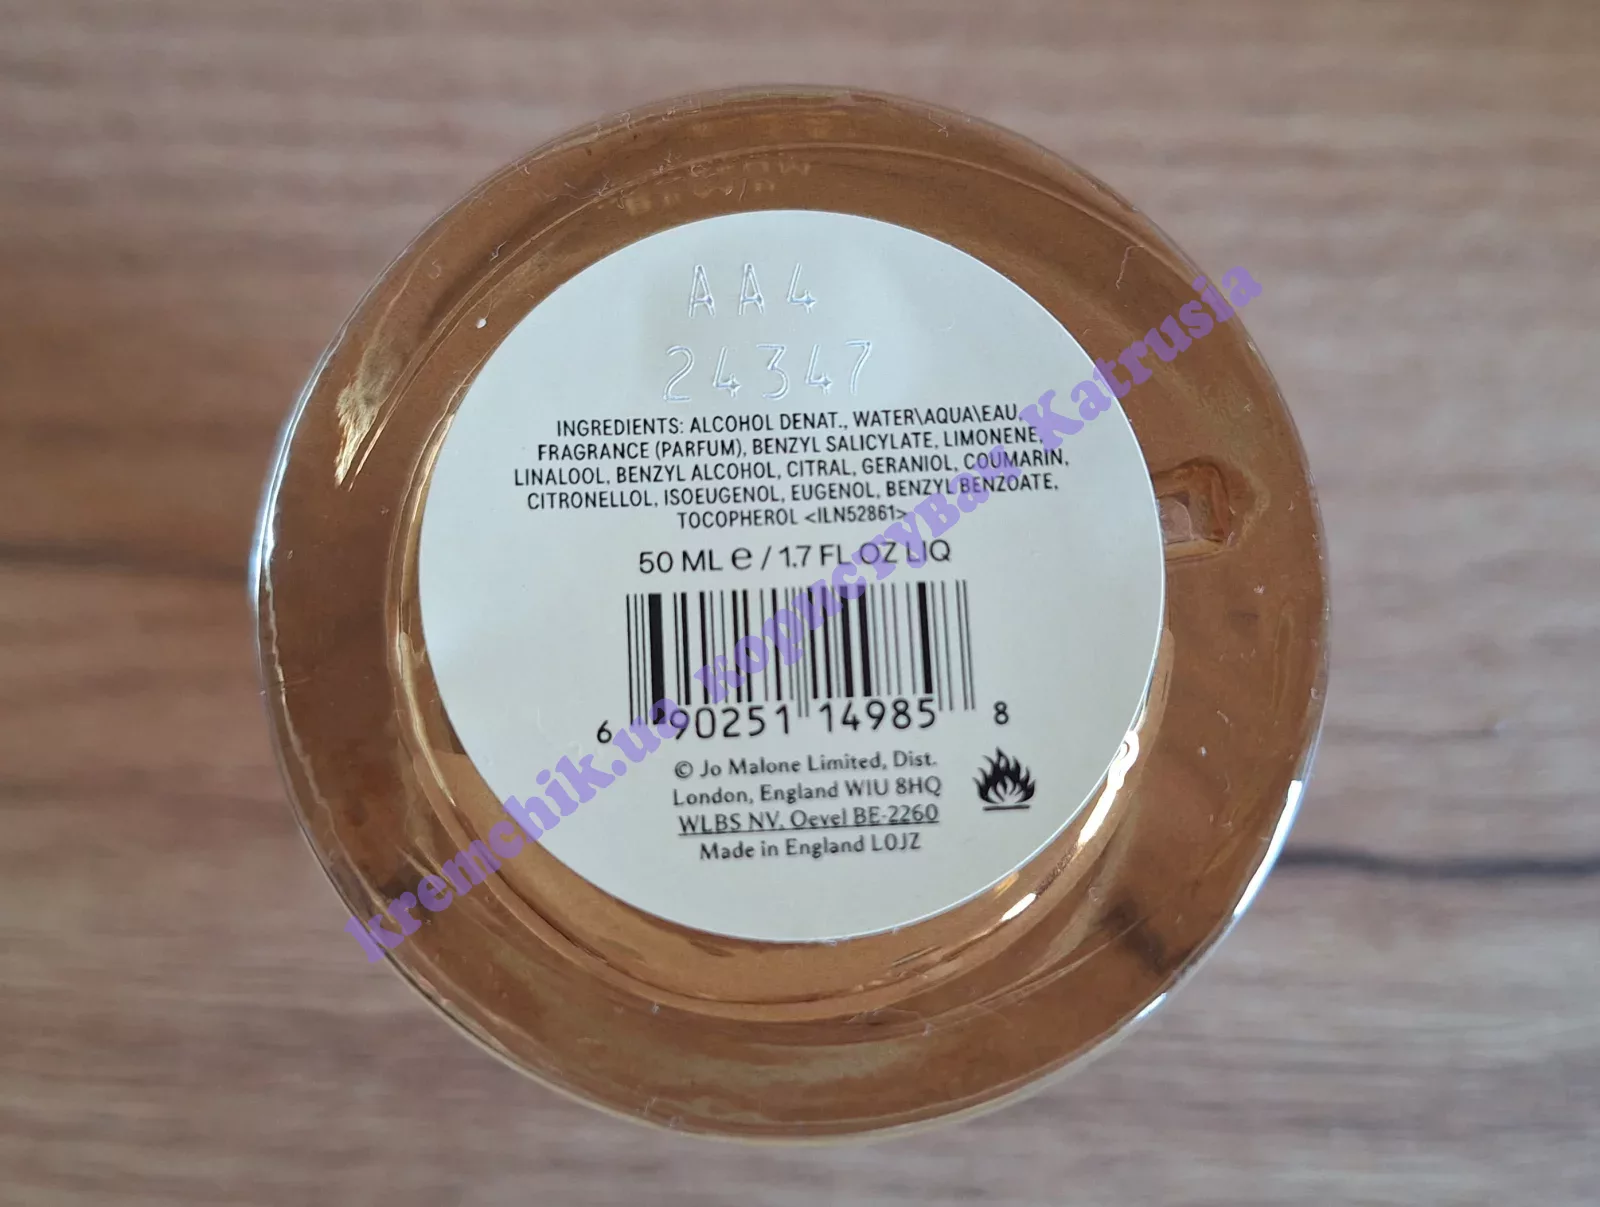 AA4
24347
INGREDIENTS: ALCOHOL DENAT., WATER\AQUA\EAU,
FRAGRANCE (PARFUM), BENZYL SALICYLATE, LIMONENE,
LINALOOL, BENZYL ALCOHOL, CITRAL, GERANIOL, COUMARIN,
CITRONELLOL, ISOEUGENOL, EUGENOL, BENZYL BENZOATE,
TOCOPHEROL <ILN52861>
50 ML e / 1.7 FL OZ LIQ
6 90251 14985 8
© Jo Malone Limited, Dist.
London, England W1U 8HQ
WLBS NV, Oevel BE-2260
Made in England L0JZ
kremchik.ua користувач Katrusia